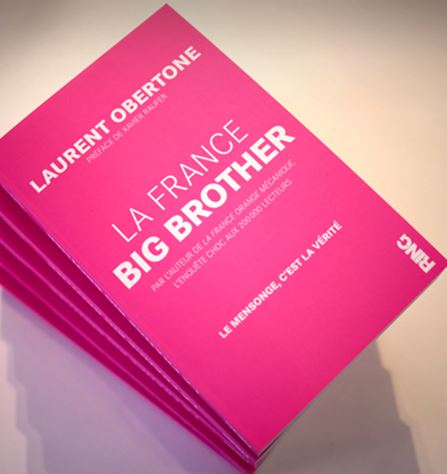 LAURENT OBERTONE
PRÉFACE DE XAVIER RAUFER
LA FRANCE
BIG BROTHER
PAR L'AUTEUR DE LA FRANCE ORANGE MÉCANIQUE,
L'ENQUÊTE CHOC AUX 200 000 LECTEURS
LE MENSONGE, C'EST LA VÉRITÉ
RING